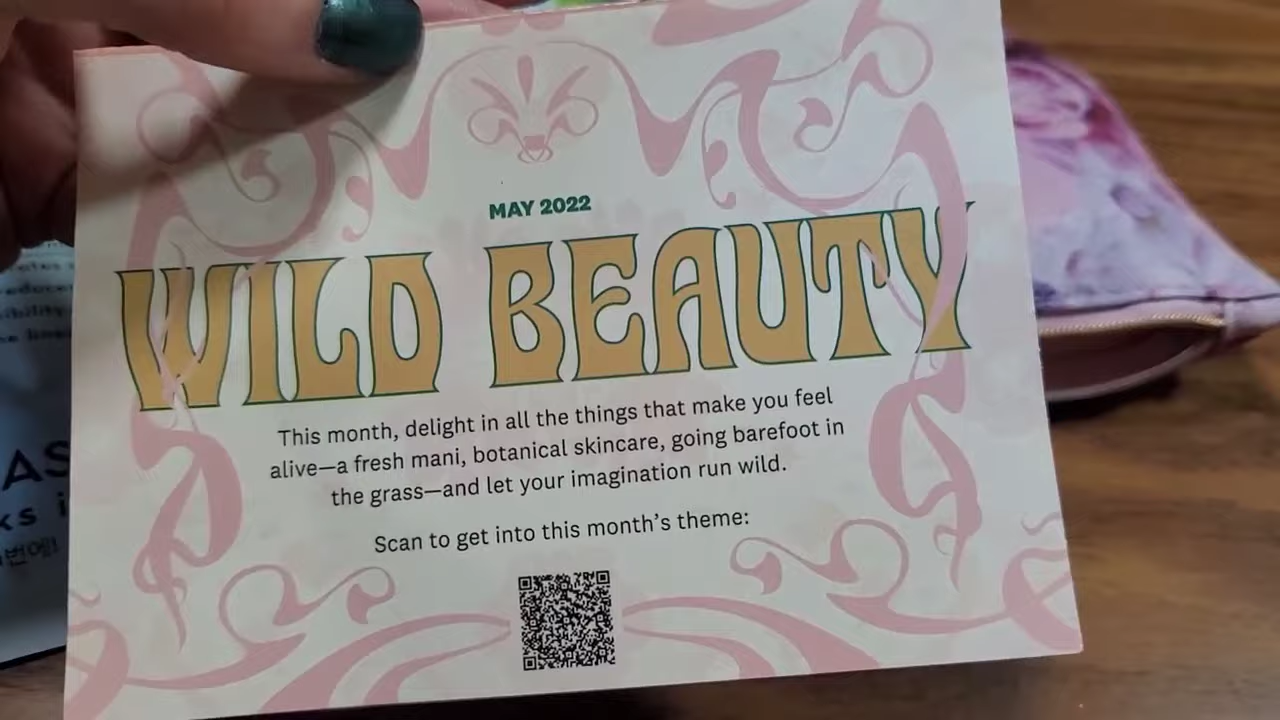 MAY 2022
WILD BEAUTY
This month, delight in all the things that make you feel
alive—a fresh mani, botanical skincare, going barefoot in
the grass—and let your imagination run wild.
Scan to get into this month's theme:
AS
ks i